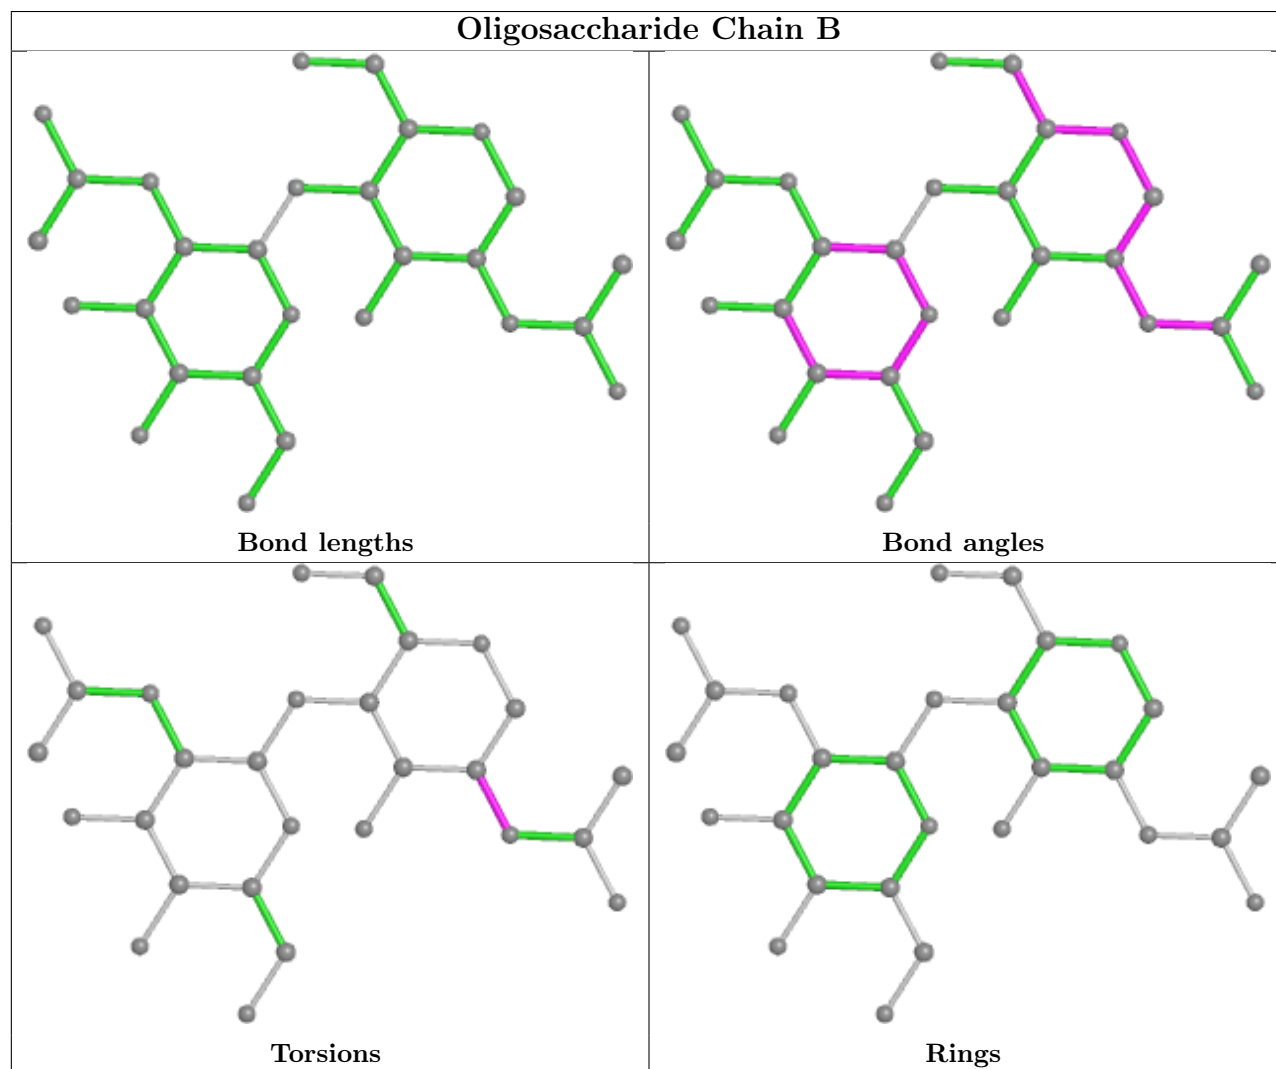 Oligosaccharide Chain B
Bond lengths
Bond angles
Torsions
Rings